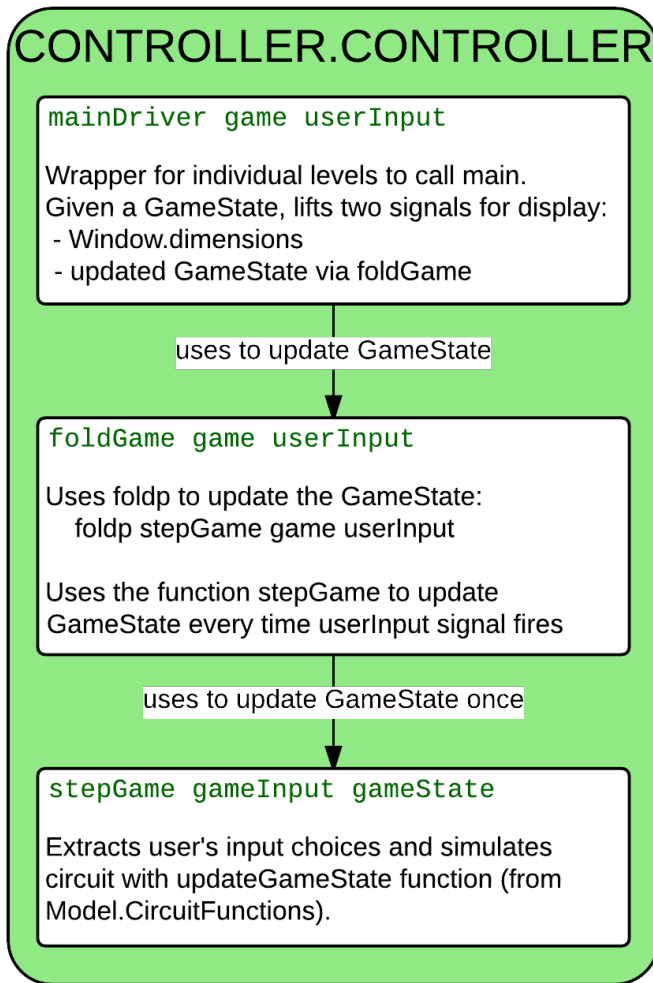 CONTROLLER.CONTROLLER
mainDriver game userInput
Wrapper for individual levels to call main.
Given a GameState, lifts two signals for display:
- Window.dimensions
- updated GameState via foldGame
uses to update GameState
foldGame game userInput
Uses foldp to update the GameState:
foldp stepGame game userInput
Uses the function stepGame to update
GameState every time userInput signal fires
uses to update GameState once
stepGame gameInput gameState
Extracts user's input choices and simulates
circuit with updateGameState function (from
Model.CircuitFunctions).